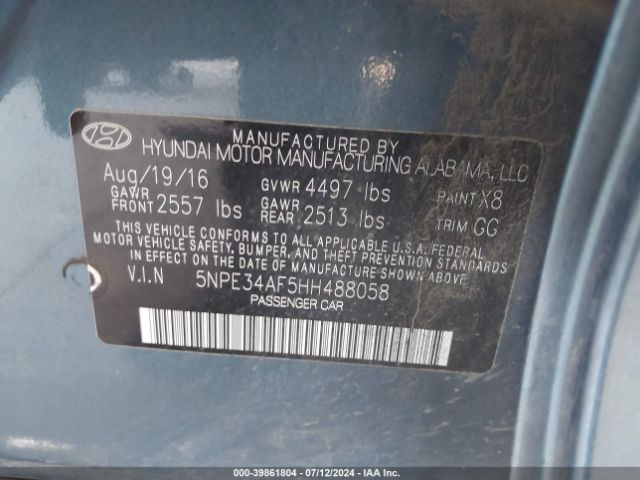 MANUFACTURED BY
HYUNDAI MOTOR MANUFACTURING ALABAMA, LLC
Aug/19/16 GVWR 4497 lbs PAINT X8
GAWR FRONT 2557 lbs GAWR REAR 2513 lbs TRIM GG
THIS VEHICLE CONFORMS TO ALL APPLICABLE U.S.A./FEDERAL
MOTOR VEHICLE SAFETY, BUMPER, AND THEFT PREVENTION
STANDARDS IN EFFECT ON THE DATE OF MANUFACTURE SHOWN ABOVE.
V.I.N 5NPE34AF5HH488058
PASSENGER CAR
000-39861804 / 07/12/2024 / IAA Inc.